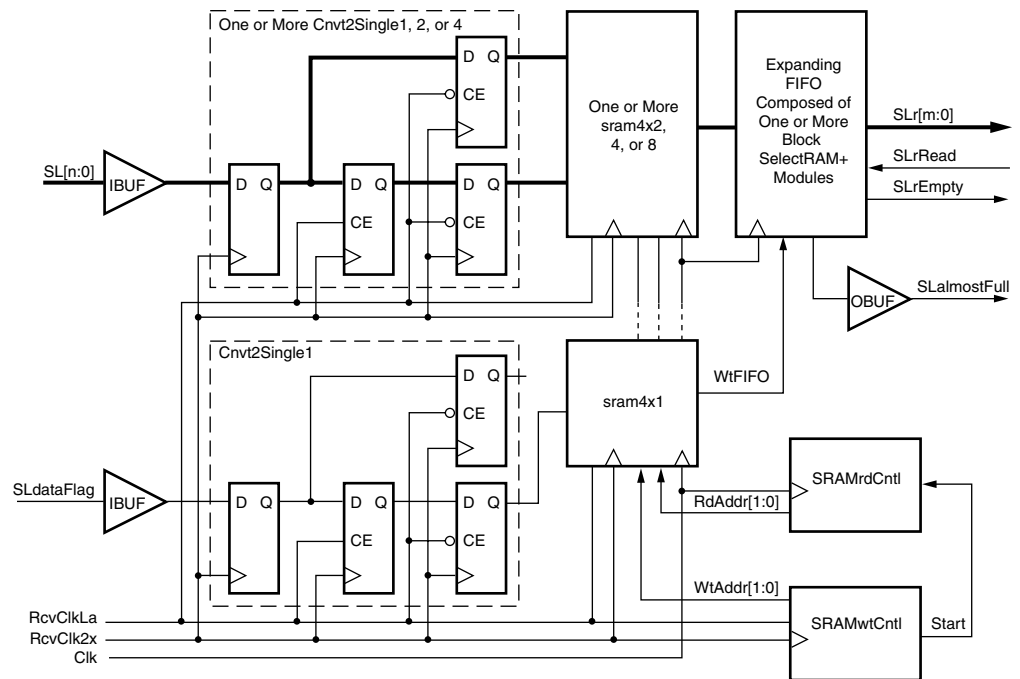 One or More Cnvt2Single1, 2, or 4
D Q
CE
SL[n:0]
IBUF
D Q
D Q
CE
D Q
CE
One or More
sram4x2,
4, or 8
Expanding
FIFO
Composed of
One or More
Block
SelectRAM+
Modules
SLr[m:0]
SLrRead
SLrEmpty
OBUF
SLalmostFull
Cnvt2Single1
D Q
CE
SLdataFlag
IBUF
D Q
D Q
CE
D Q
CE
sram4x1
WtFIFO
SRAMrdCntl
RdAddr[1:0]
WtAddr[1:0]
SRAMwtCntl
Start
RcvClkLa
RcvClk2x
Clk